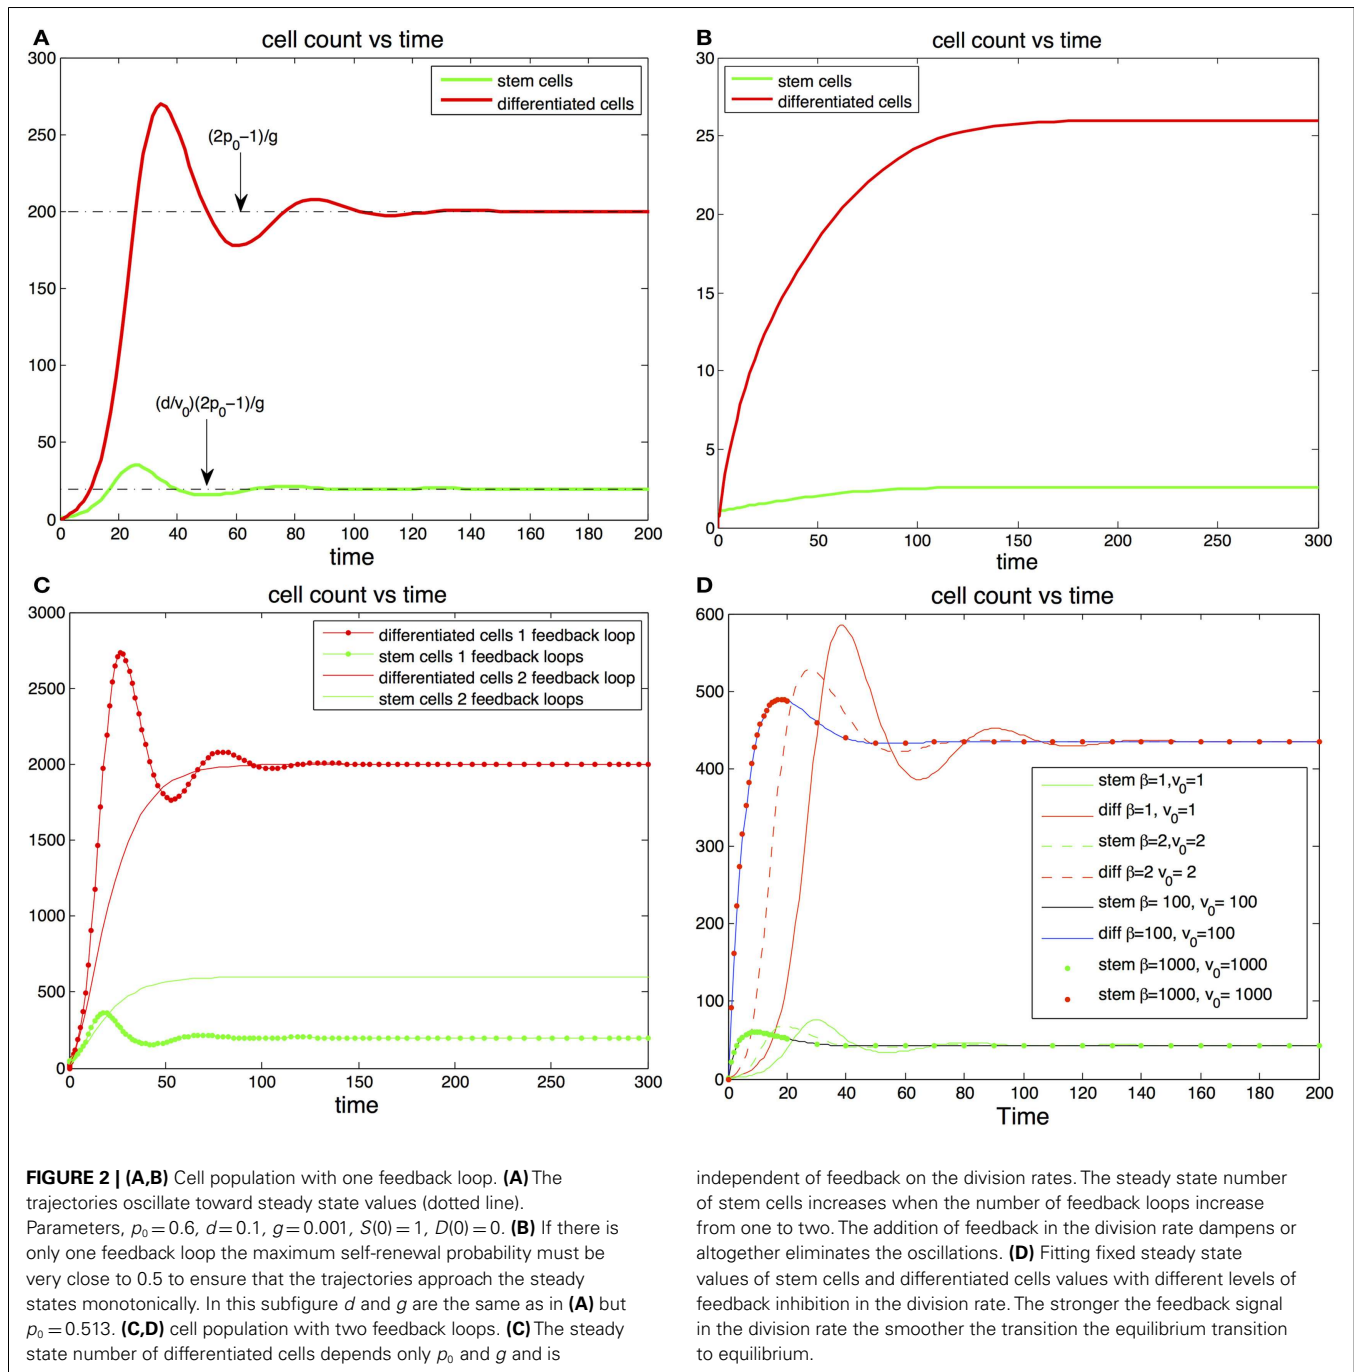 A
cell count vs time
300
250
200
150
100
50
0
stem cells
differentiated cells
(2p0−1)/g
(d/v0)(2p0−1)/g
0 20 40 60 80 100 120 140 160 180 200
time
B
cell count vs time
30
25
20
15
10
5
0
stem cells
differentiated cells
0 50 100 150 200 250 300
time
C
cell count vs time
3000
2500
2000
1500
1000
500
0
differentiated cells 1 feedback loop
stem cells 1 feedback loops
differentiated cells 2 feedback loop
stem cells 2 feedback loops
0 50 100 150 200 250 300
time
D
cell count vs time
600
500
400
300
200
100
0
stem β=1,v0=1
diff β=1, v0=1
stem β=2,v0=2
diff β=2 v0= 2
stem β= 100, v0= 100
diff β=100, v0=100
stem β=1000, v0=1000
stem β=1000, v0= 1000
0 20 40 60 80 100 120 140 160 180 200
Time
FIGURE 2 | (A,B) Cell population with one feedback loop. (A) The
trajectories oscillate toward steady state values (dotted line).
Parameters, p0 = 0.6, d = 0.1, g = 0.001, S(0) = 1, D(0) = 0. (B) If there is
only one feedback loop the maximum self-renewal probability must be
very close to 0.5 to ensure that the trajectories approach the steady
states monotonically. In this subfigure d and g are the same as in (A) but
p0 = 0.513. (C,D) cell population with two feedback loops. (C) The steady
state number of differentiated cells depends only p0 and g and is
independent of feedback on the division rates. The steady state number
of stem cells increases when the number of feedback loops increase
from one to two. The addition of feedback in the division rate dampens or
altogether eliminates the oscillations. (D) Fitting fixed steady state
values of stem cells and differentiated cells values with different levels of
feedback inhibition in the division rate. The stronger the feedback signal
in the division rate the smoother the transition the equilibrium transition
to equilibrium.